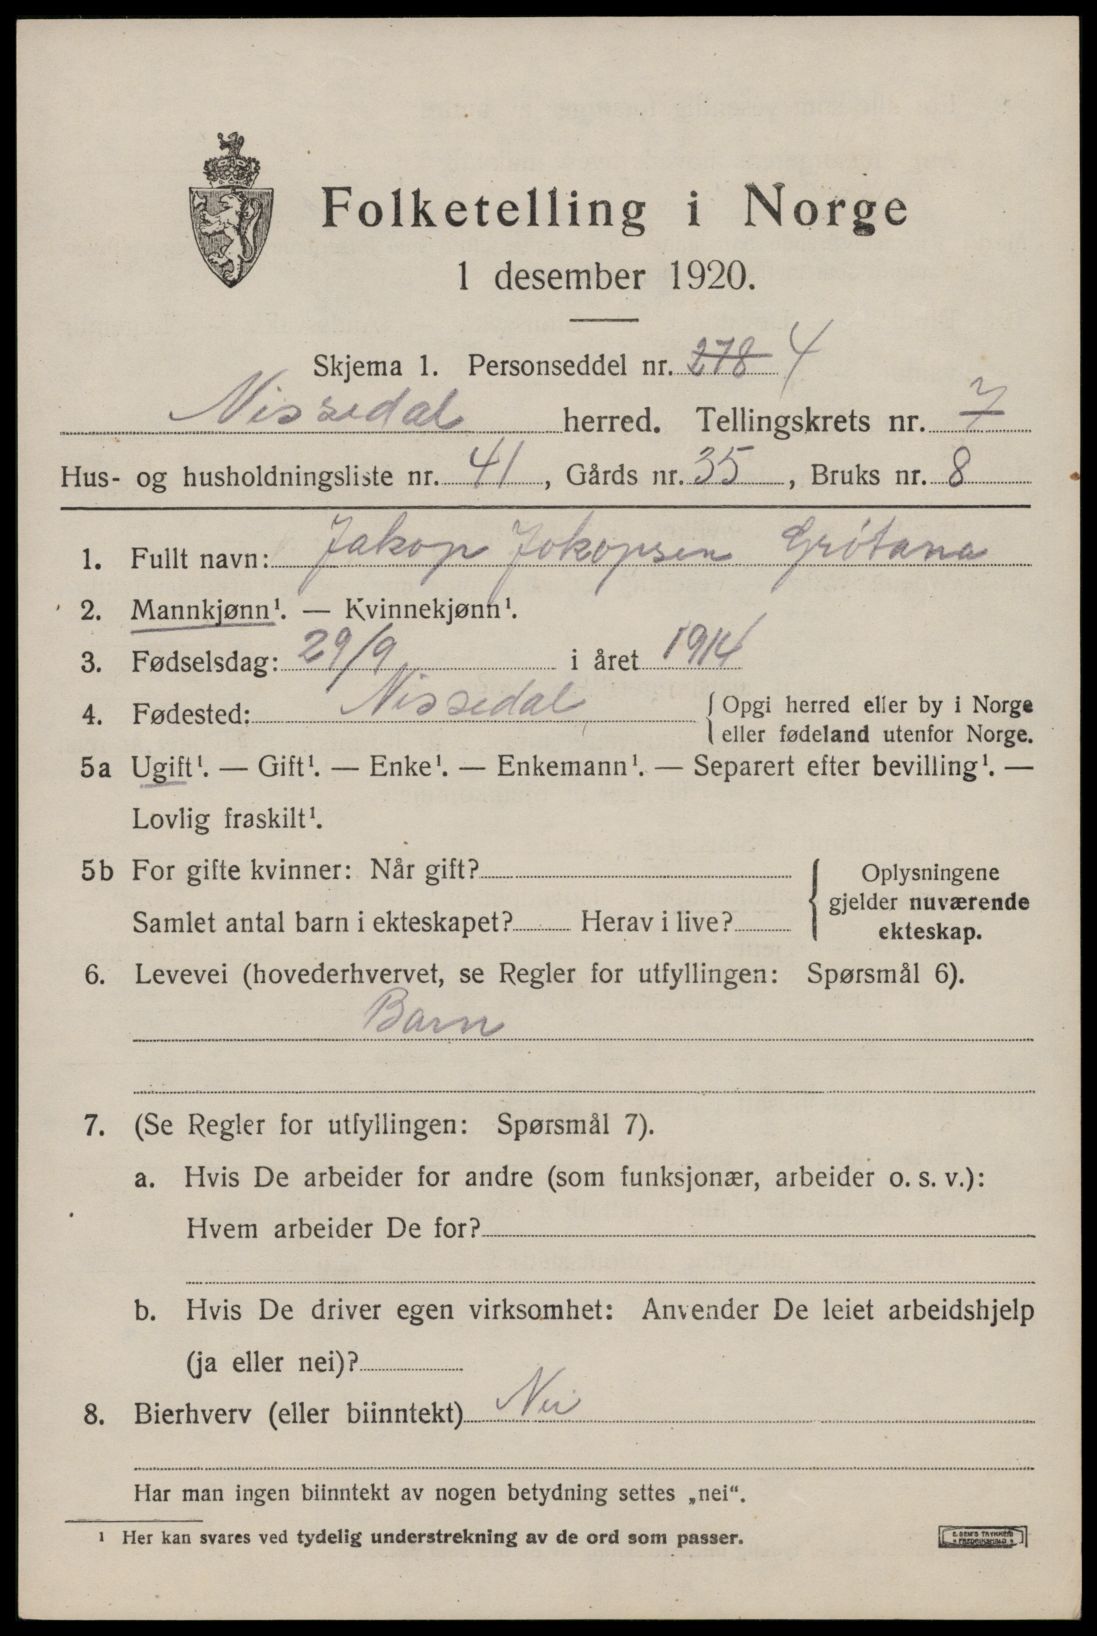 Folketelling i Norge
1 desember 1920.
Skjema 1. Personseddel nr. 278 4
Nissedal herred. Tellingskrets nr. 7
Hus- og husholdningsliste nr. 41, Gårds nr. 35, Bruks nr. 8
1. Fullt navn: Jakop Jokopsen Grótana
2. Mannkjønn¹. — Kvinnekjønn¹.
3. Fødselsdag: 29/9 i året 1914
4. Fødested: Nissedal { Opgi herred eller by i Norge
eller fødeland utenfor Norge.
5a Ugift¹. — Gift¹. — Enke¹. — Enkemann¹. — Separert efter bevilling¹. —
Lovlig fraskilt¹.
5b For gifte kvinner: Når gift?
Samlet antal barn i ekteskapet? Herav i live?
Oplysningene
gjelder nuværende
ekteskap.
6. Levevei (hovederhvervet, se Regler for utfyllingen: Spørsmål 6).
Barn
7. (Se Regler for utfyllingen: Spørsmål 7).
a. Hvis De arbeider for andre (som funksjonær, arbeider o. s. v.):
Hvem arbeider De for?
b. Hvis De driver egen virksomhet: Anvender De leiet arbeidshjelp
(ja eller nei)?
8. Bierhverv (eller biinntekt) Nei
Har man ingen biinntekt av nogen betydning settes „nei“.
¹ Her kan svares ved tydelig understrekning av de ord som passer.